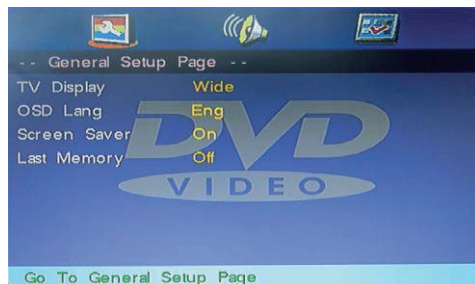 -- General Setup Page --
TV Display Wide
OSD Lang Eng
Screen Saver On
Last Memory Off
DVD
VIDEO
Go To General Setup Page